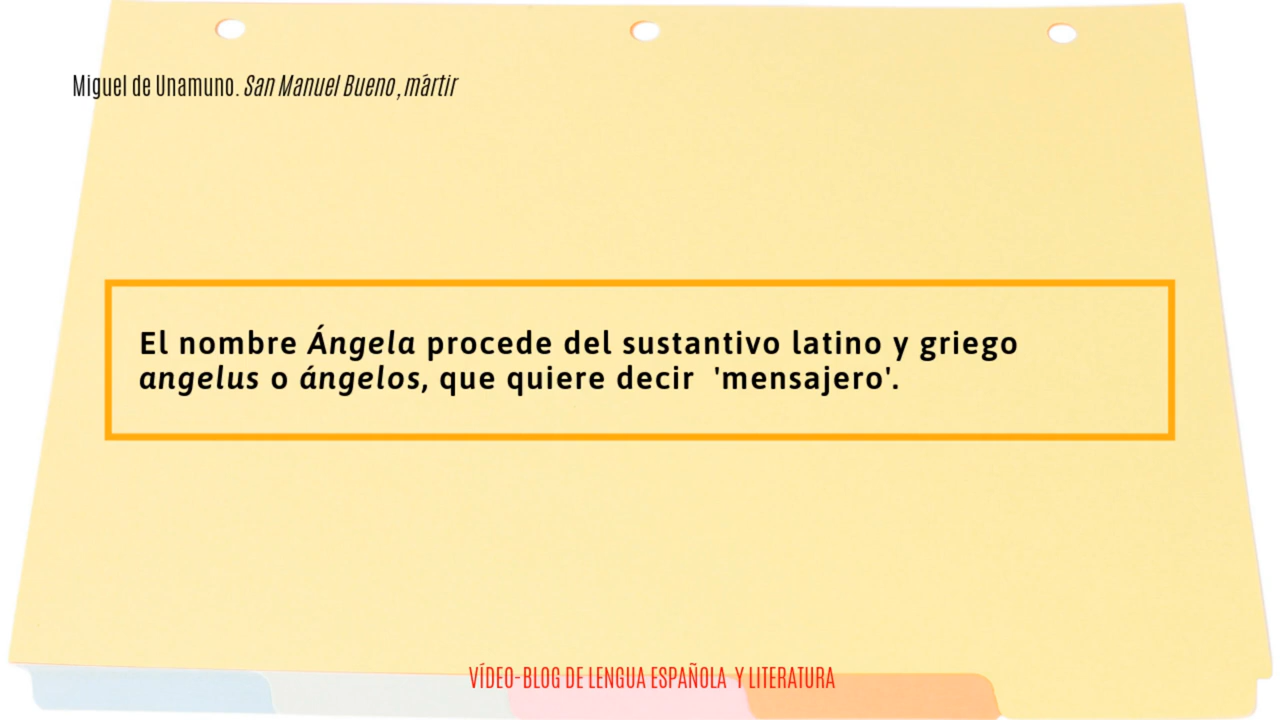 Miguel de Unamuno. San Manuel Bueno, mártir
El nombre Ángela procede del sustantivo latino y griego
angelus o ángelos, que quiere decir 'mensajero'.
VÍDEO-BLOG DE LENGUA ESPAÑOLA Y LITERATURA